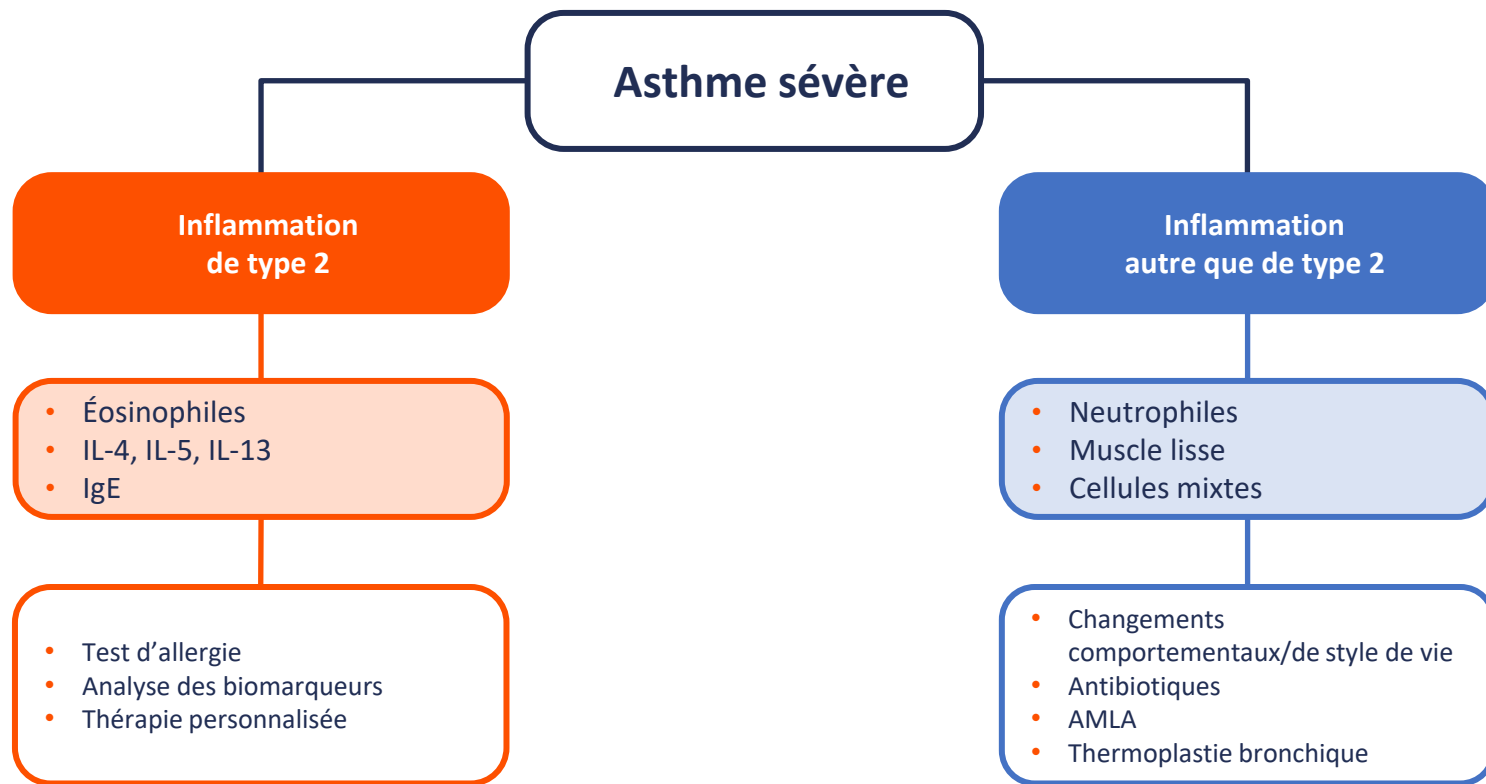 Asthme sévère
Inflammation
de type 2
• Éosinophiles
• IL-4, IL-5, IL-13
• IgE
• Test d’allergie
• Analyse des biomarqueurs
• Thérapie personnalisée
Inflammation
autre que de type 2
• Neutrophiles
• Muscle lisse
• Cellules mixtes
• Changements
comportementaux/de style de vie
• Antibiotiques
• AMLA
• Thermoplastie bronchique